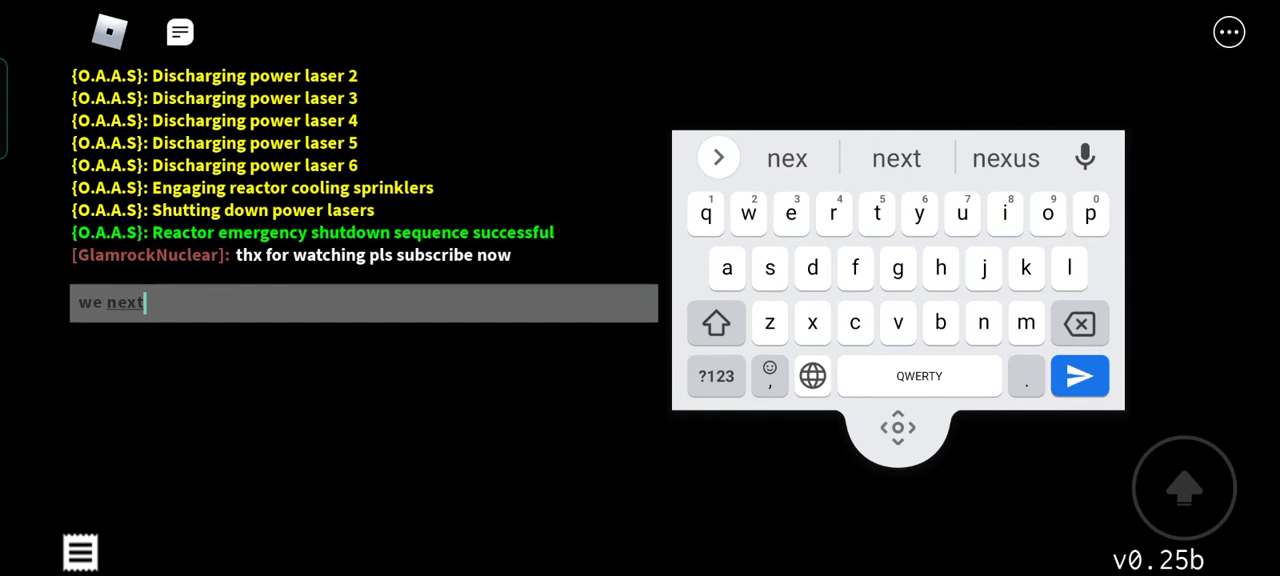 {O.A.A.S}: Discharging power laser 2
{O.A.A.S}: Discharging power laser 3
{O.A.A.S}: Discharging power laser 4
{O.A.A.S}: Discharging power laser 5
{O.A.A.S}: Discharging power laser 6
{O.A.A.S}: Engaging reactor cooling sprinklers
{O.A.A.S}: Shutting down power lasers
{O.A.A.S}: Reactor emergency shutdown sequence successful
[GlamrockNuclear]: thx for watching pls subscribe now
we next
nex next nexus
1 2 3 4 5 6 7 8 9 0
q w e r t y u i o p
a s d f g h j k l
z x c v b n m
?123 , QWERTY .
v0.25b